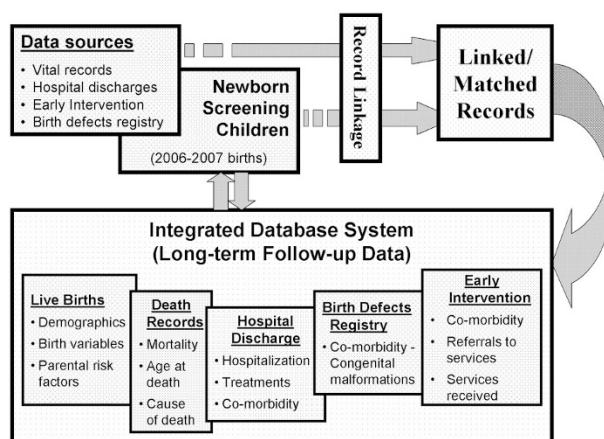 Data sources
• Vital records
• Hospital discharges
• Early Intervention
• Birth defects registry
Newborn
Screening
Children
(2006-2007 births)
Record Linkage
Linked/
Matched
Records
Integrated Database System
(Long-term Follow-up Data)
Live Births
• Demographics
• Birth variables
• Parental risk
factors
Death
Records
• Mortality
• Age at
death
• Cause
of death
Hospital
Discharge
• Hospitalization
• Treatments
• Co-morbidity
Birth Defects
Registry
• Co-morbidity -
Congenital
malformations
Early
Intervention
• Co-morbidity
• Referrals to
services
• Services
received